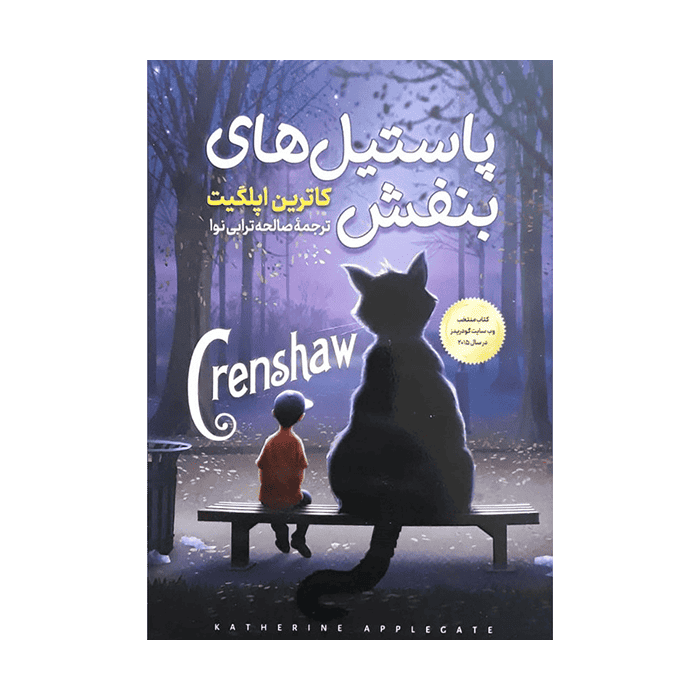 پاستیل‌های
بنفش
کاترین اپلگیت
ترجمهٔ صالحه ترابی نوا
کتاب منتخب
وب سایت گودریدز
در سال ۲۰۱۵
Crenshaw
KATHERINE APPLEGATE